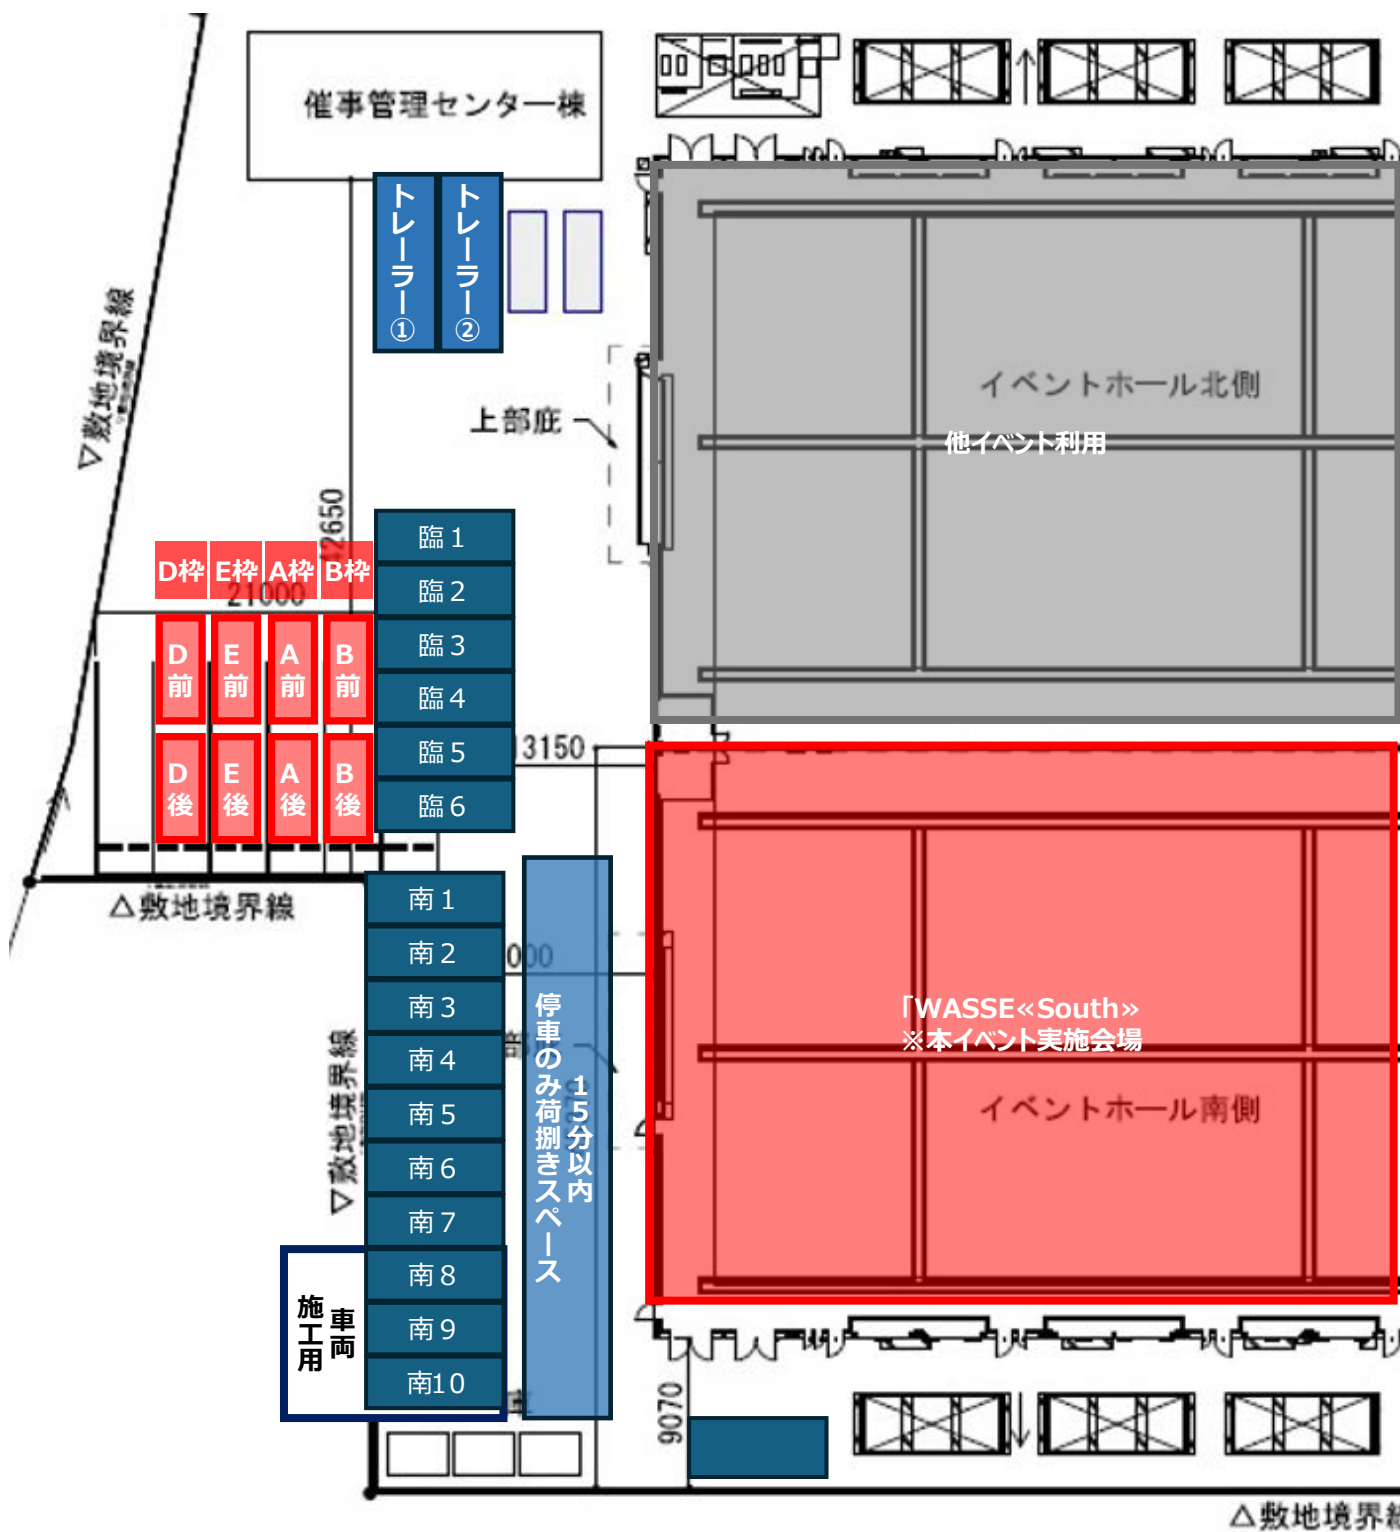 催事管理センター棟
トレーラー①
トレーラー②
▽敷地境界線
上部庇
イベントホール北側
他イベント利用
42650
D枠
E枠
A枠
B枠
21000
D前
E前
A前
B前
D後
E後
A後
B後
臨1
臨2
臨3
臨4
臨5
臨6
13150
△敷地境界線
南1
南2
南3
南4
南5
南6
南7
南8
南9
南10
000
▽敷地境界線
15分以内
停車のみ荷捌きスペース
「WASSE«South»
※本イベント実施会場
イベントホール南側
車両
施工用
9070
△敷地境界線